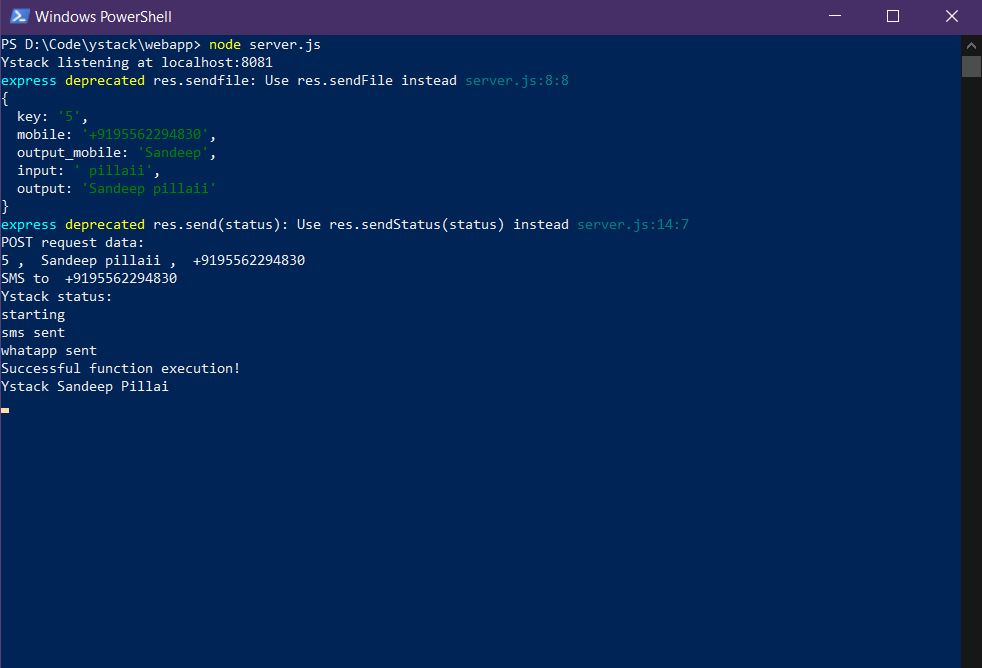 Windows PowerShell
PS D:\Code\ystack\webapp> node server.js
Ystack listening at localhost:8081
express deprecated res.sendfile: Use res.sendFile instead server.js:8:8
{
  key: '5',
  mobile: '+9195562294830',
  output_mobile: 'Sandeep',
  input: ' pillaii',
  output: 'Sandeep pillaii'
}
express deprecated res.send(status): Use res.sendStatus(status) instead server.js:14:7
POST request data:
5 ,  Sandeep pillaii ,  +9195562294830
SMS to  +9195562294830
Ystack status:
starting
sms sent
whatapp sent
Successful function execution!
Ystack Sandeep Pillai